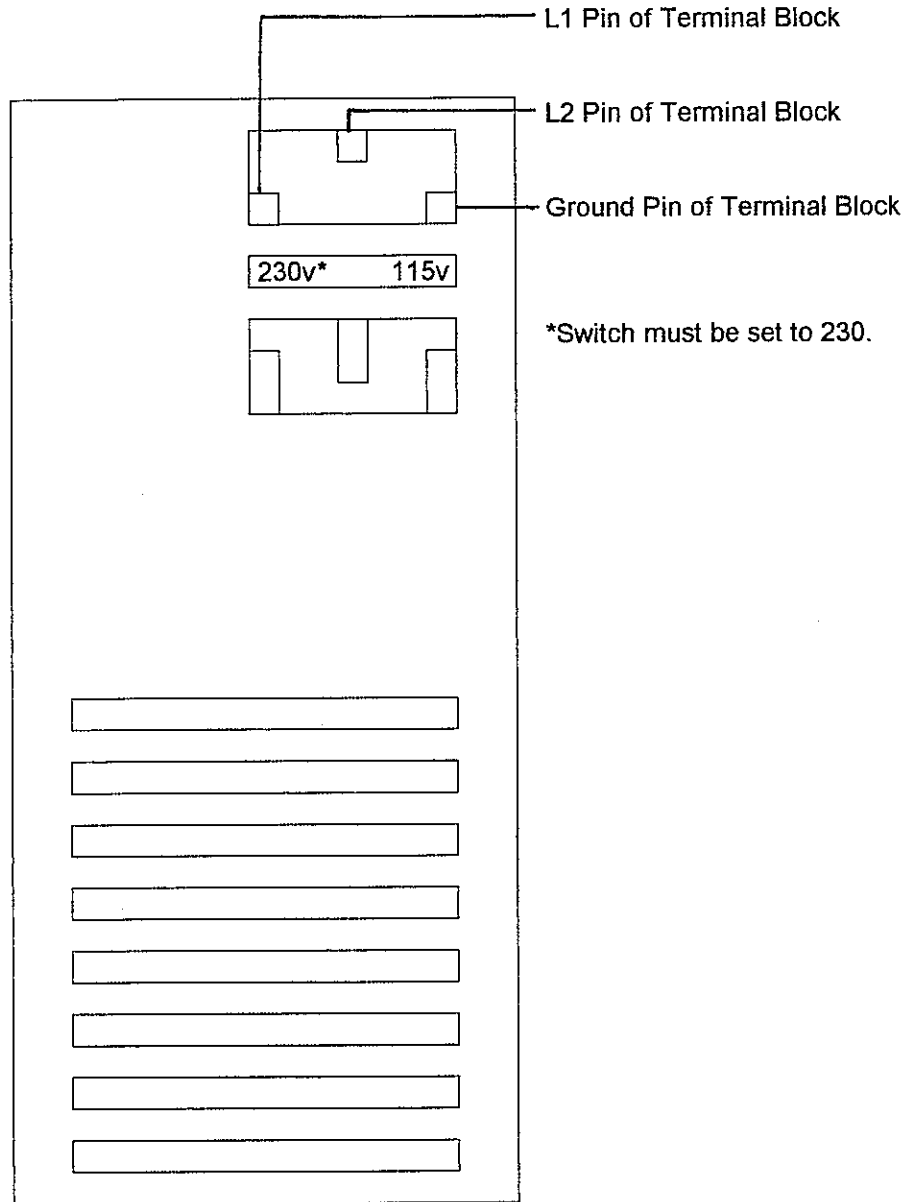 L1 Pin of Terminal Block
L2 Pin of Terminal Block
Ground Pin of Terminal Block
230v* 115v
*Switch must be set to 230.